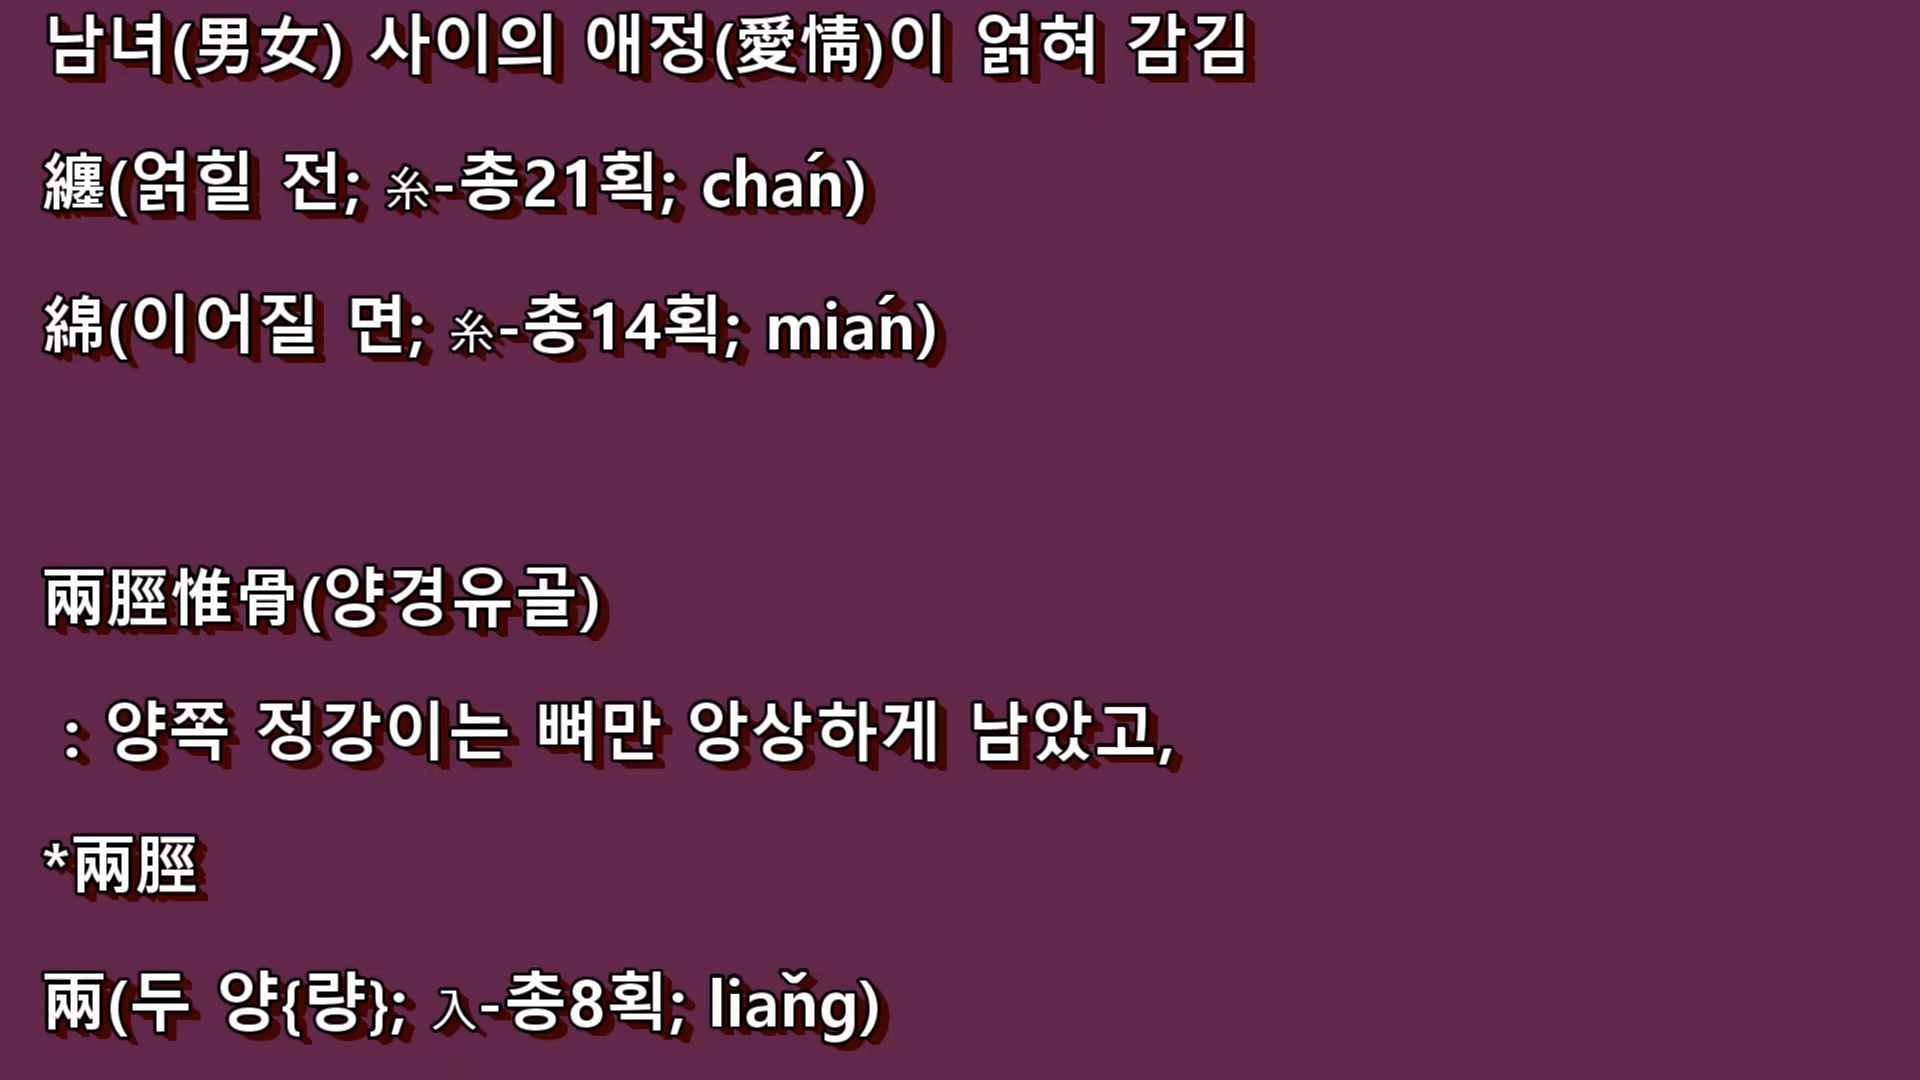 남녀(男女) 사이의 애정(愛情)이 얽혀 감김
纏(얽힐 전; 糸-총21획; chań)
綿(이어질 면; 糸-총14획; miań)
兩脛惟骨(양경유골)
: 양쪽 정강이는 뼈만 앙상하게 남았고,
*兩脛
兩(두 양{량}; 入-총8획; liaňg)